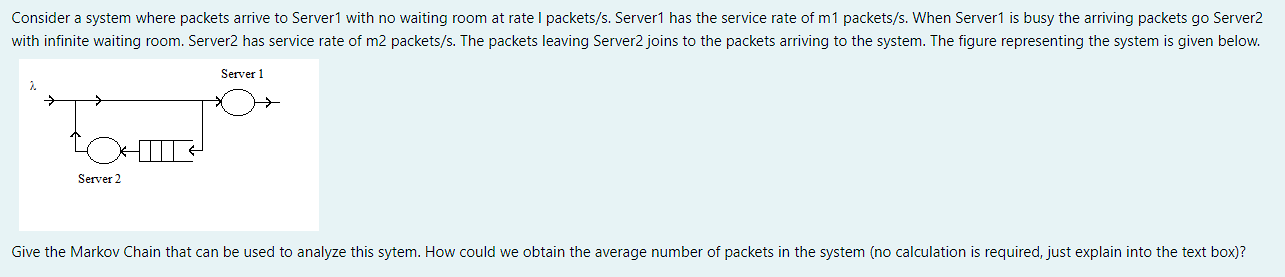 Consider a system where packets arrive to Server1 with no waiting room at rate l packets/s. Server1 has the service rate of m1 packets/s. When Server1 is busy the arriving packets go Server2
with infinite waiting room. Server2 has service rate of m2 packets/s. The packets leaving Server2 joins to the packets arriving to the system. The figure representing the system is given below.
Server 1
λ
Server 2
Give the Markov Chain that can be used to analyze this sytem. How could we obtain the average number of packets in the system (no calculation is required, just explain into the text box)?